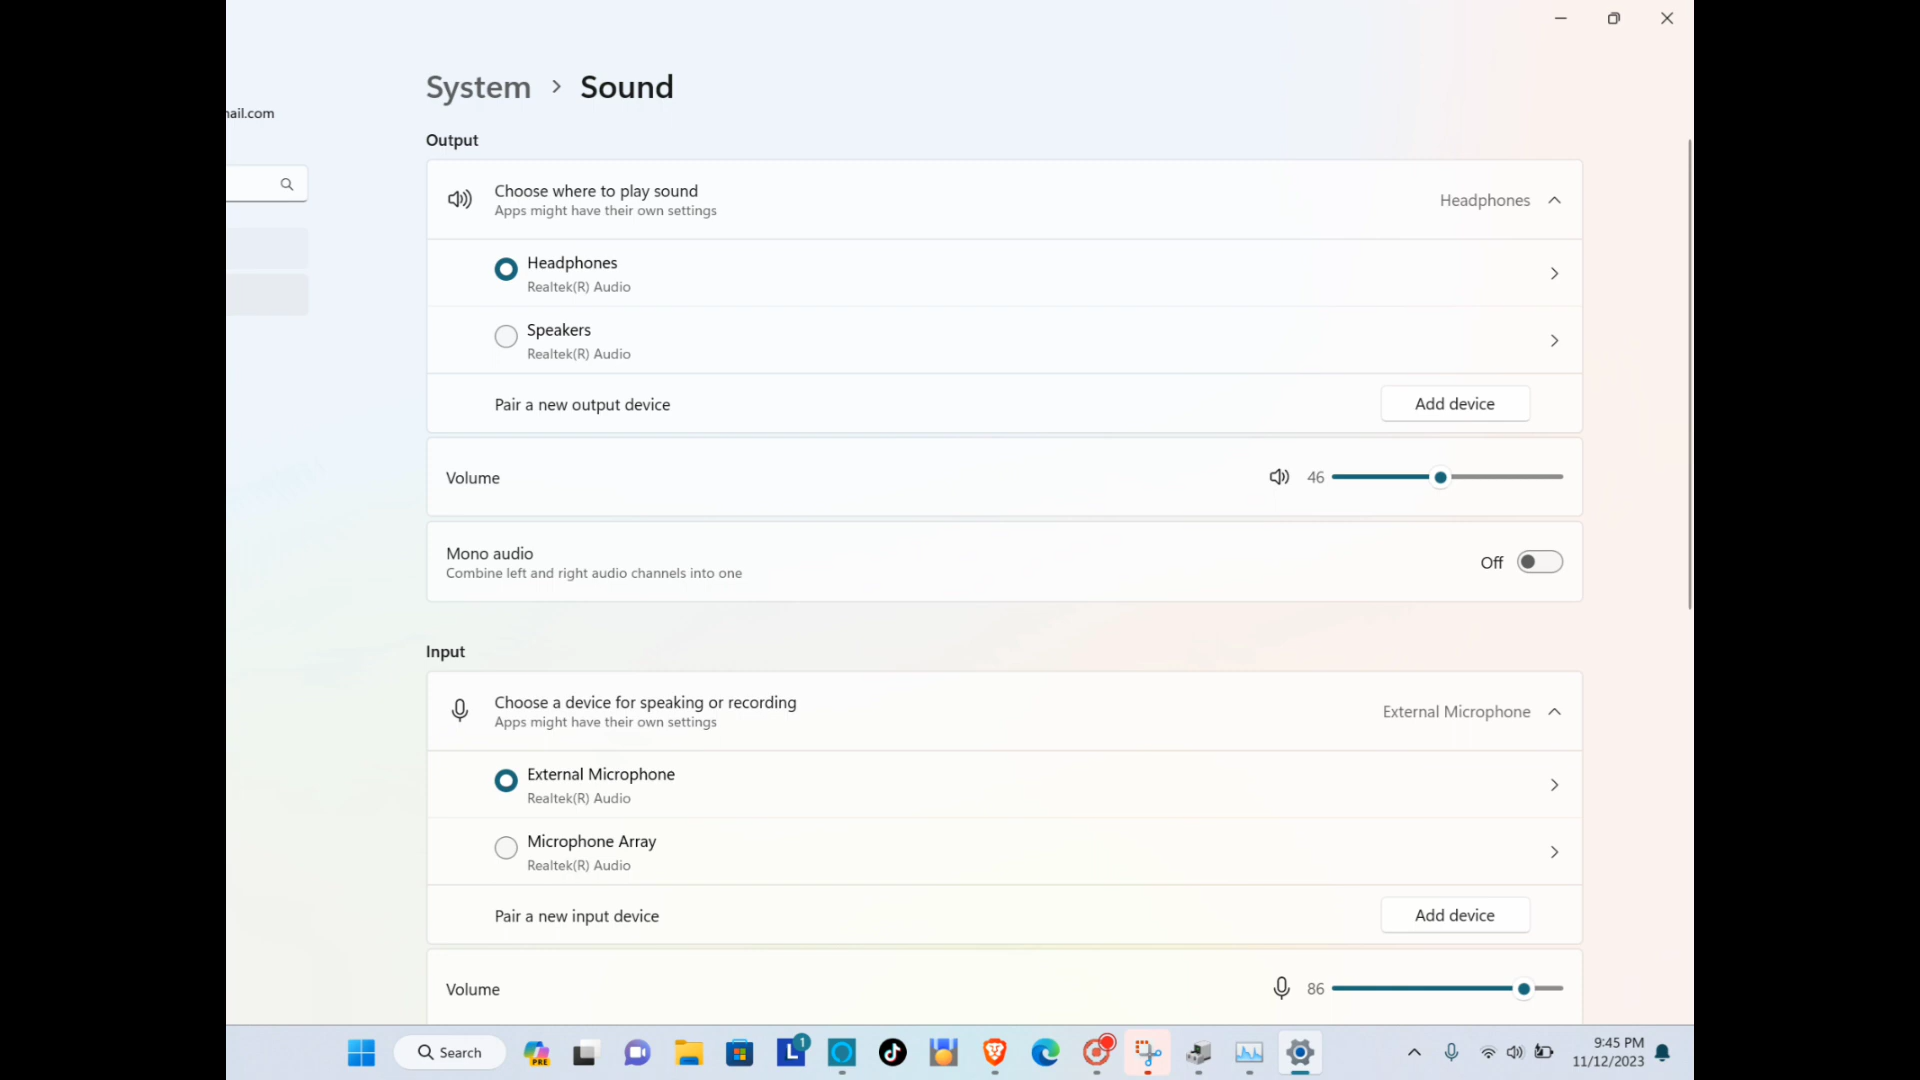 System > Sound
hail.com
Output
Choose where to play sound
Apps might have their own settings
Headphones
Headphones
Realtek(R) Audio
Speakers
Realtek(R) Audio
Pair a new output device
Add device
Volume
46
Mono audio
Combine left and right audio channels into one
Off
Input
Choose a device for speaking or recording
Apps might have their own settings
External Microphone
External Microphone
Realtek(R) Audio
Microphone Array
Realtek(R) Audio
Pair a new input device
Add device
Volume
86
Search
PRE
L
1
9:45 PM
11/12/2023